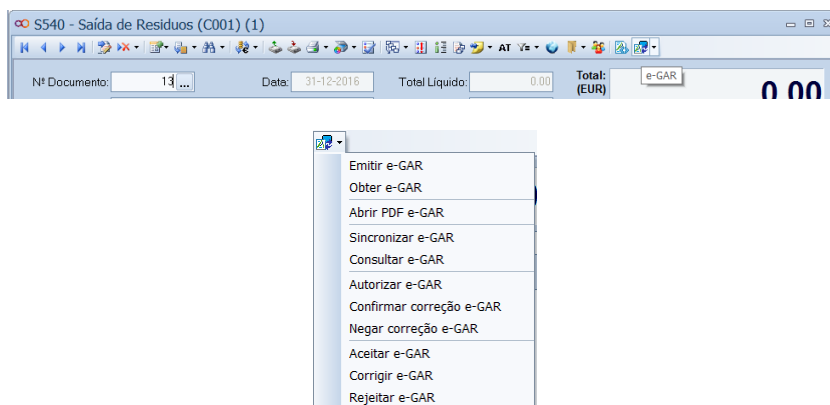 S540 - Saída de Residuos (C001) (1)
AT
Nº Documento: 13 ... Data: 31-12-2016 Total Líquido: 0.00 Total: (EUR) 0.00
e-GAR
Emitir e-GAR
Obter e-GAR
Abrir PDF e-GAR
Sincronizar e-GAR
Consultar e-GAR
Autorizar e-GAR
Confirmar correção e-GAR
Negar correção e-GAR
Aceitar e-GAR
Corrigir e-GAR
Rejeitar e-GAR